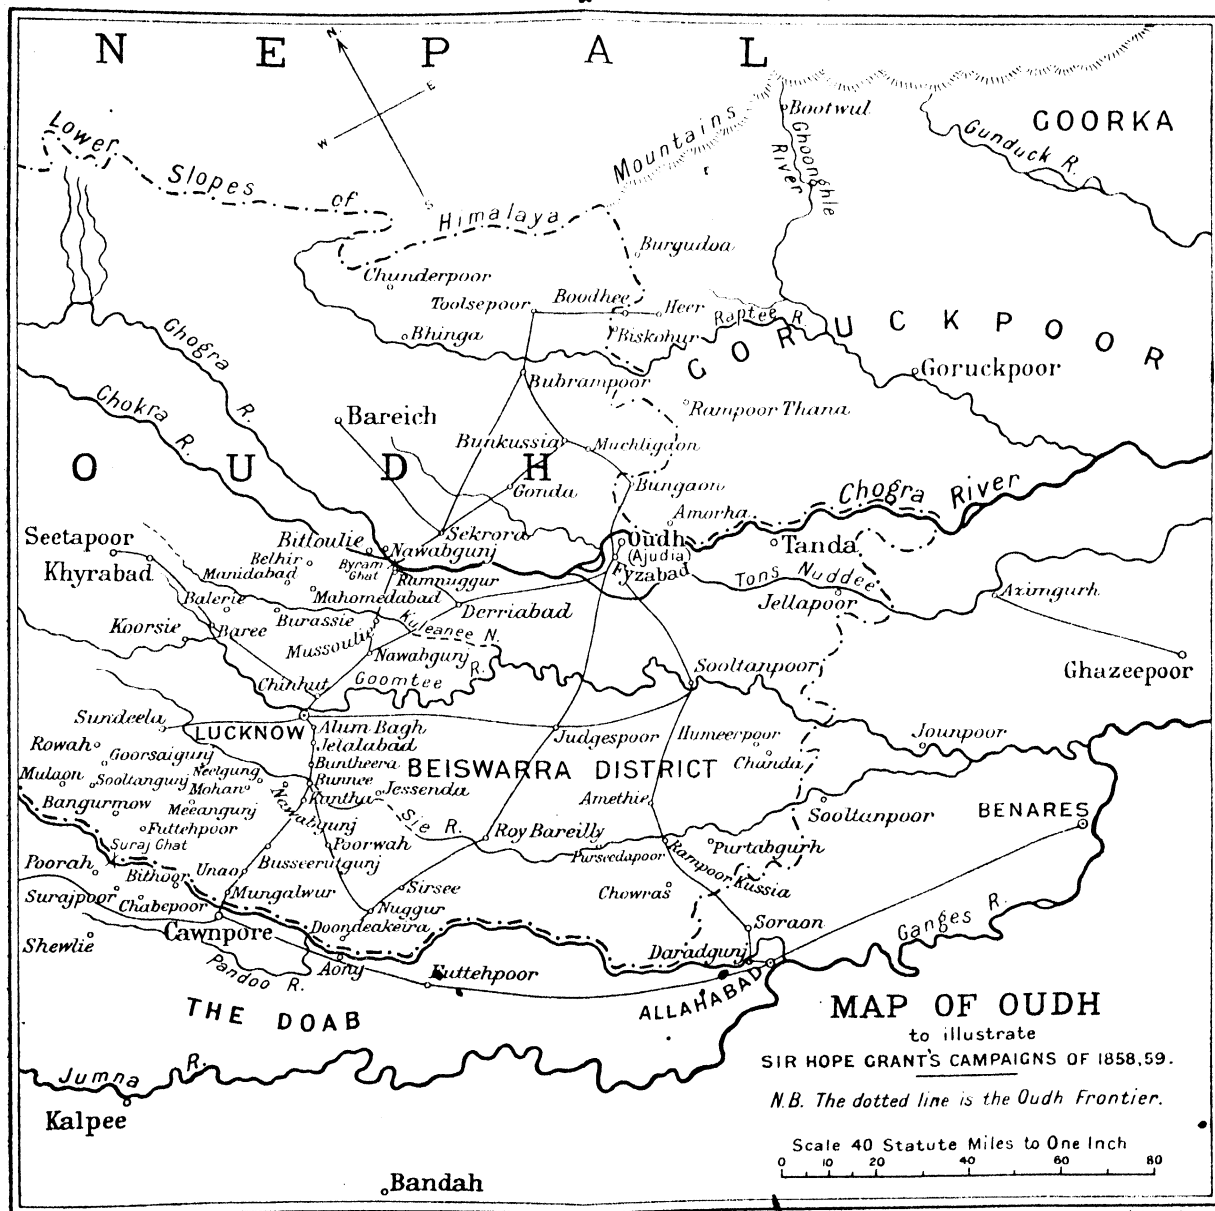 N E P A L
N.
E
W
S
Lower Slopes of Himalaya Mountains
Bootwul
Ghoonghle River
GOORKA
Gunduck R.
Burgudoa
Chunderpoor
Tootsepoor
Boodhee
Heer
Raptee R.
Bhinga
Biskohur
GORUCKPOOR
Goruckpoor
Ghogra R.
Chokra R.
Bubrampoor
Rampoor Thana
Bareich
Bunkussia
Muchligaon
O U D H
Gonda
Bungaon
Chogra River
Amorha
Seetapoor
Khyrabad
Bitloulie
Nawabgunj
Sekrora
Oudh
(Ajudia)
Fyzabad
Tanda
Belhir
Byram Ghat
Manidabad
Rumnuggur
Tons Nuddee
Balerie
Mahomedabad
Derriabad
Jellapoor
Azimgurh
Koorsie
Baree
Burassie
Kuleanee N.
Mussoulie
Nawabgunj
Sooltanpoor
Ghazeepoor
Chinhut
Goomtee R.
Sundeela
LUCKNOW
Alum Bagh
Jelalabad
Judgespoor
Humeerpoor
Jounpoor
Rowah
Goorsaigunj
Buntheera
BEISWARRA DISTRICT
Chanda
Mulaon
Sooltangunj
Neelgung
Mohan
Bunnee
Kantha
Jessenda
Bangurmow
Meeangunj
Nawabgunj
Sie R.
Amethie
Sooltanpoor
BENARES
Futtehpoor
Suraj Ghat
Poorwah
Roy Bareilly
Purtabgurh
Poorah
Bithoor
Unao
Busseerutgunj
Purseedapoor
Rampoor Kussia
Surajpoor
Chabepoor
Mungalwur
Sirsee
Chowras
Nuggur
Soraon
Cawnpore
Doondeakeira
Ganges R.
Shewlie
Daradgunj
Pandoo R.
Aony
Futtehpoor
ALLAHABAD
THE DOAB
Jumna R.
Kalpee
Bandah
MAP OF OUDH
to illustrate
SIR HOPE GRANT'S CAMPAIGNS OF 1858,59.
N.B. The dotted line is the Oudh Frontier.
Scale 40 Statute Miles to One Inch
0 10 20 40 60 80